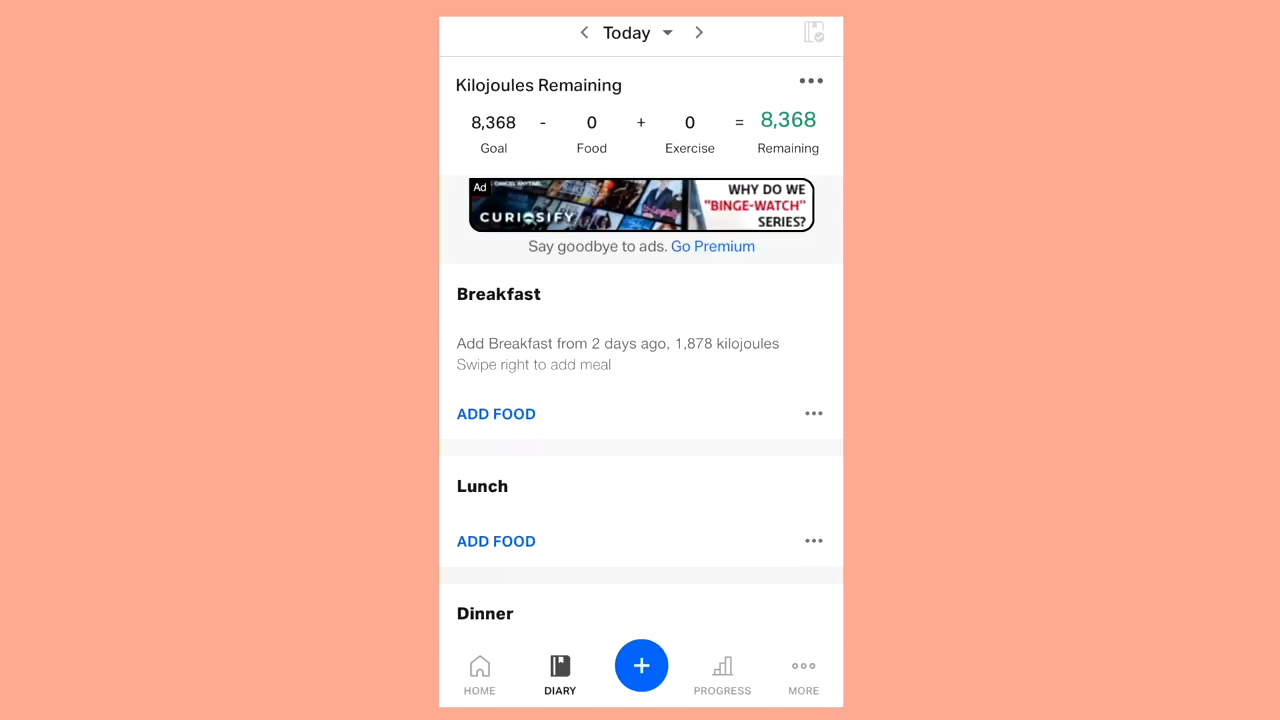 Today
Kilojoules Remaining
8,368 - 0 + 0 = 8,368
Goal Food Exercise Remaining
Ad
CANCEL ANYTIME.
CURIOSIFY
WHY DO WE
"BINGE-WATCH"
SERIES?
Say goodbye to ads. Go Premium
Breakfast
Add Breakfast from 2 days ago, 1,878 kilojoules
Swipe right to add meal
ADD FOOD
Lunch
ADD FOOD
Dinner
HOME DIARY + PROGRESS MORE